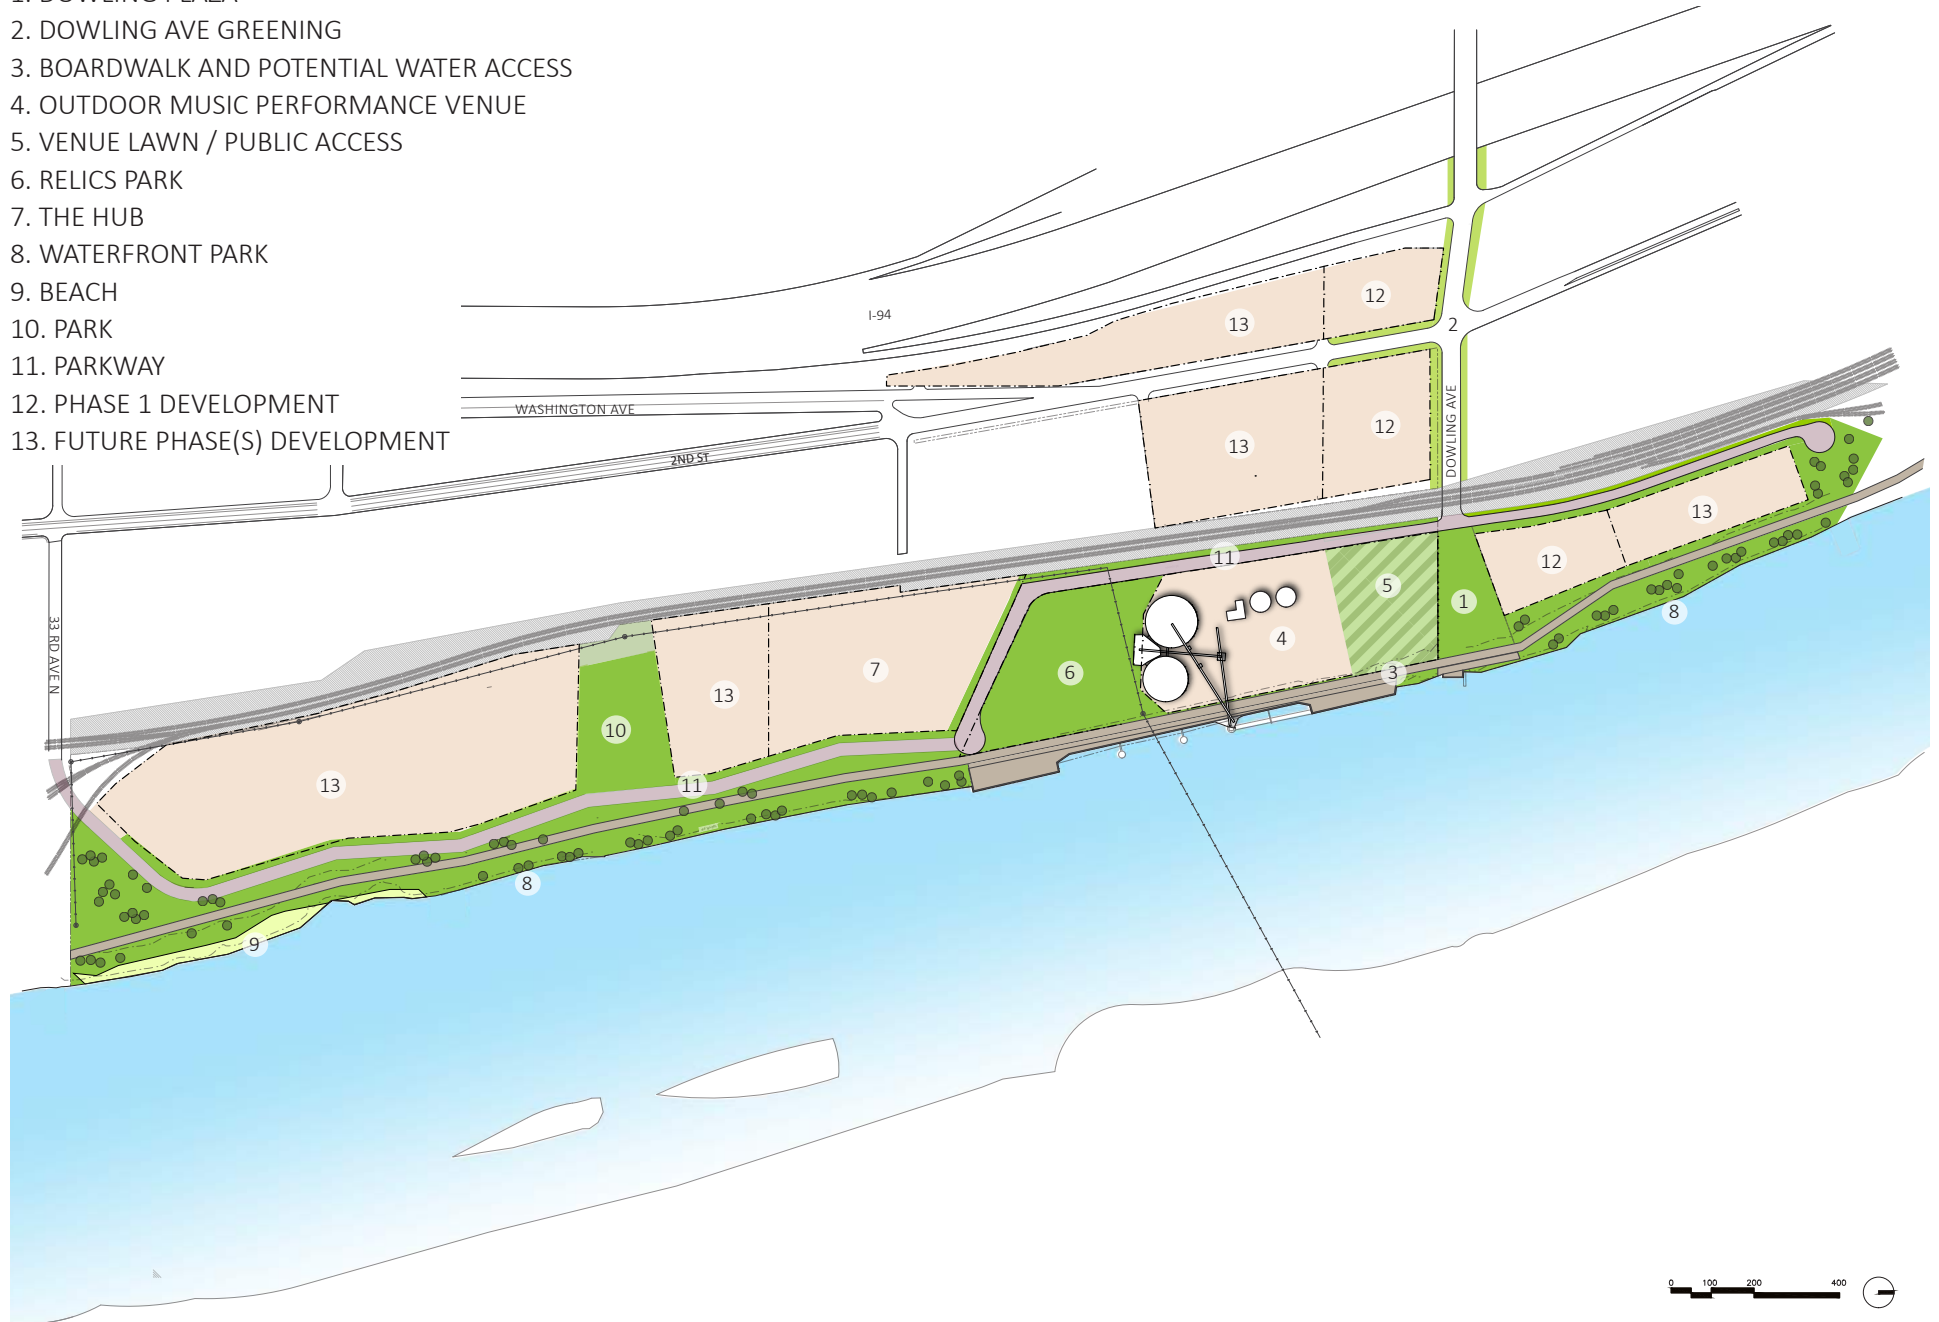 1. DOWLING PLAZA
2. DOWLING AVE GREENING
3. BOARDWALK AND POTENTIAL WATER ACCESS
4. OUTDOOR MUSIC PERFORMANCE VENUE
5. VENUE LAWN / PUBLIC ACCESS
6. RELICS PARK
7. THE HUB
8. WATERFRONT PARK
9. BEACH
10. PARK
11. PARKWAY
12. PHASE 1 DEVELOPMENT
13. FUTURE PHASE(S) DEVELOPMENT
I-94
12
13
2
WASHINGTON AVE
2ND ST
DOWLING AVE
13
12
13
12
11
5
1
8
33 RD AVE N
4
3
6
7
13
10
11
13
8
9
0 100 200 400